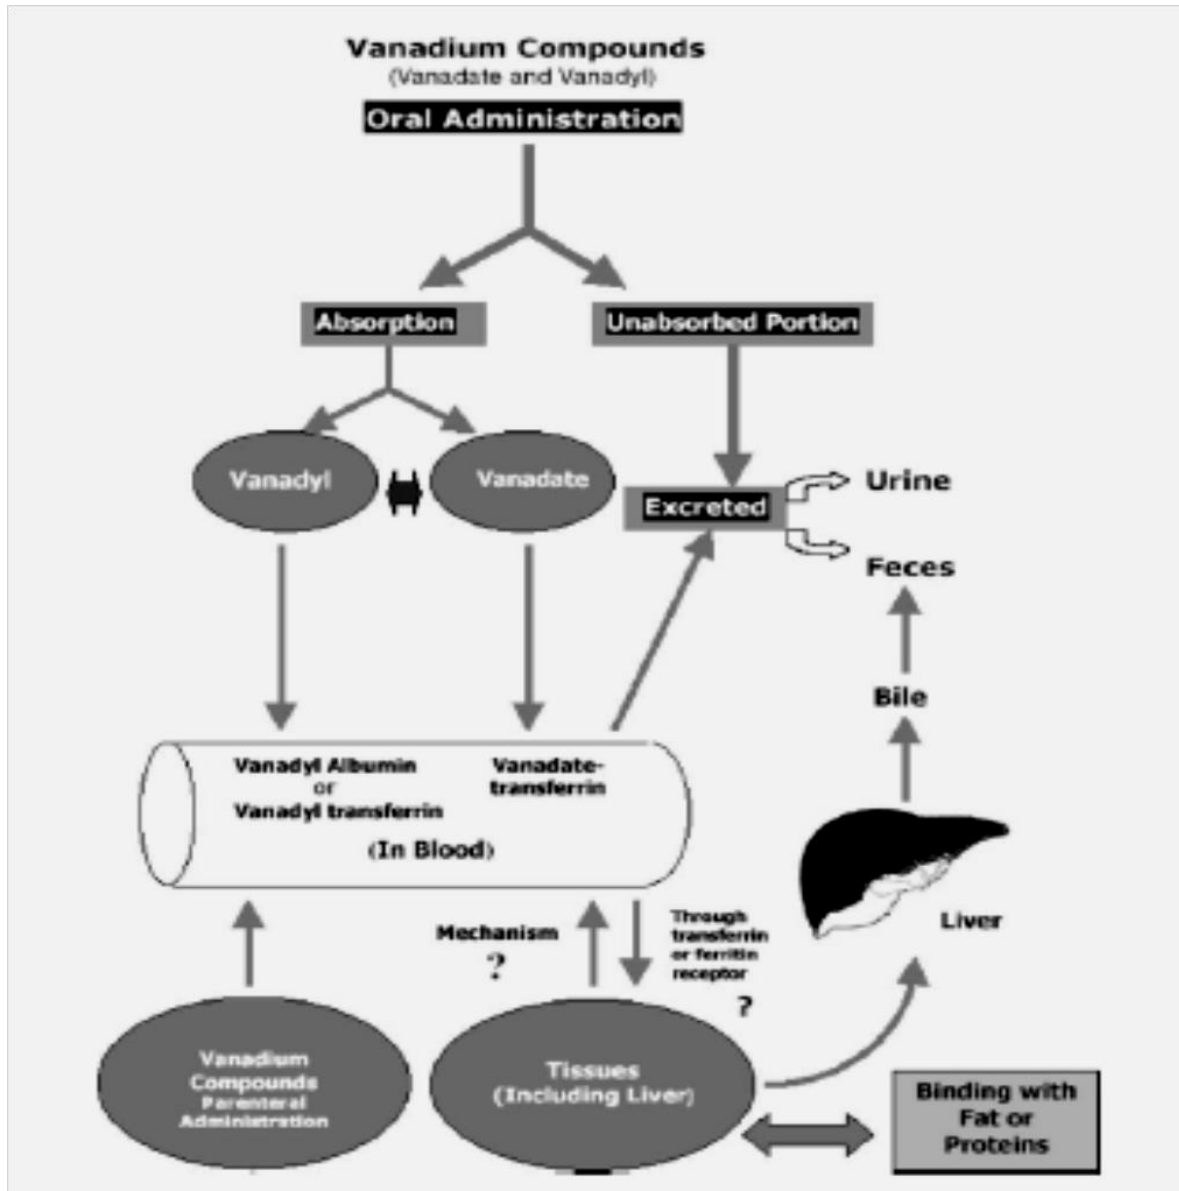 Vanadium Compounds
(Vanadate and Vanadyl)
Oral Administration
Absorption
Unabsorbed Portion
Vanadyl
Vanadate
Excreted
Urine
Feces
Bile
Vanadyl Albumin
or
Vanadyl transferrin
Vanadate-
transferrin
(In Blood)
Mechanism
?
Through
transferrin
or ferritin
receptor
?
Liver
Vanadium
Compounds
Parenteral
Administration
Tissues
(Including Liver)
Binding with
Fat or
Proteins